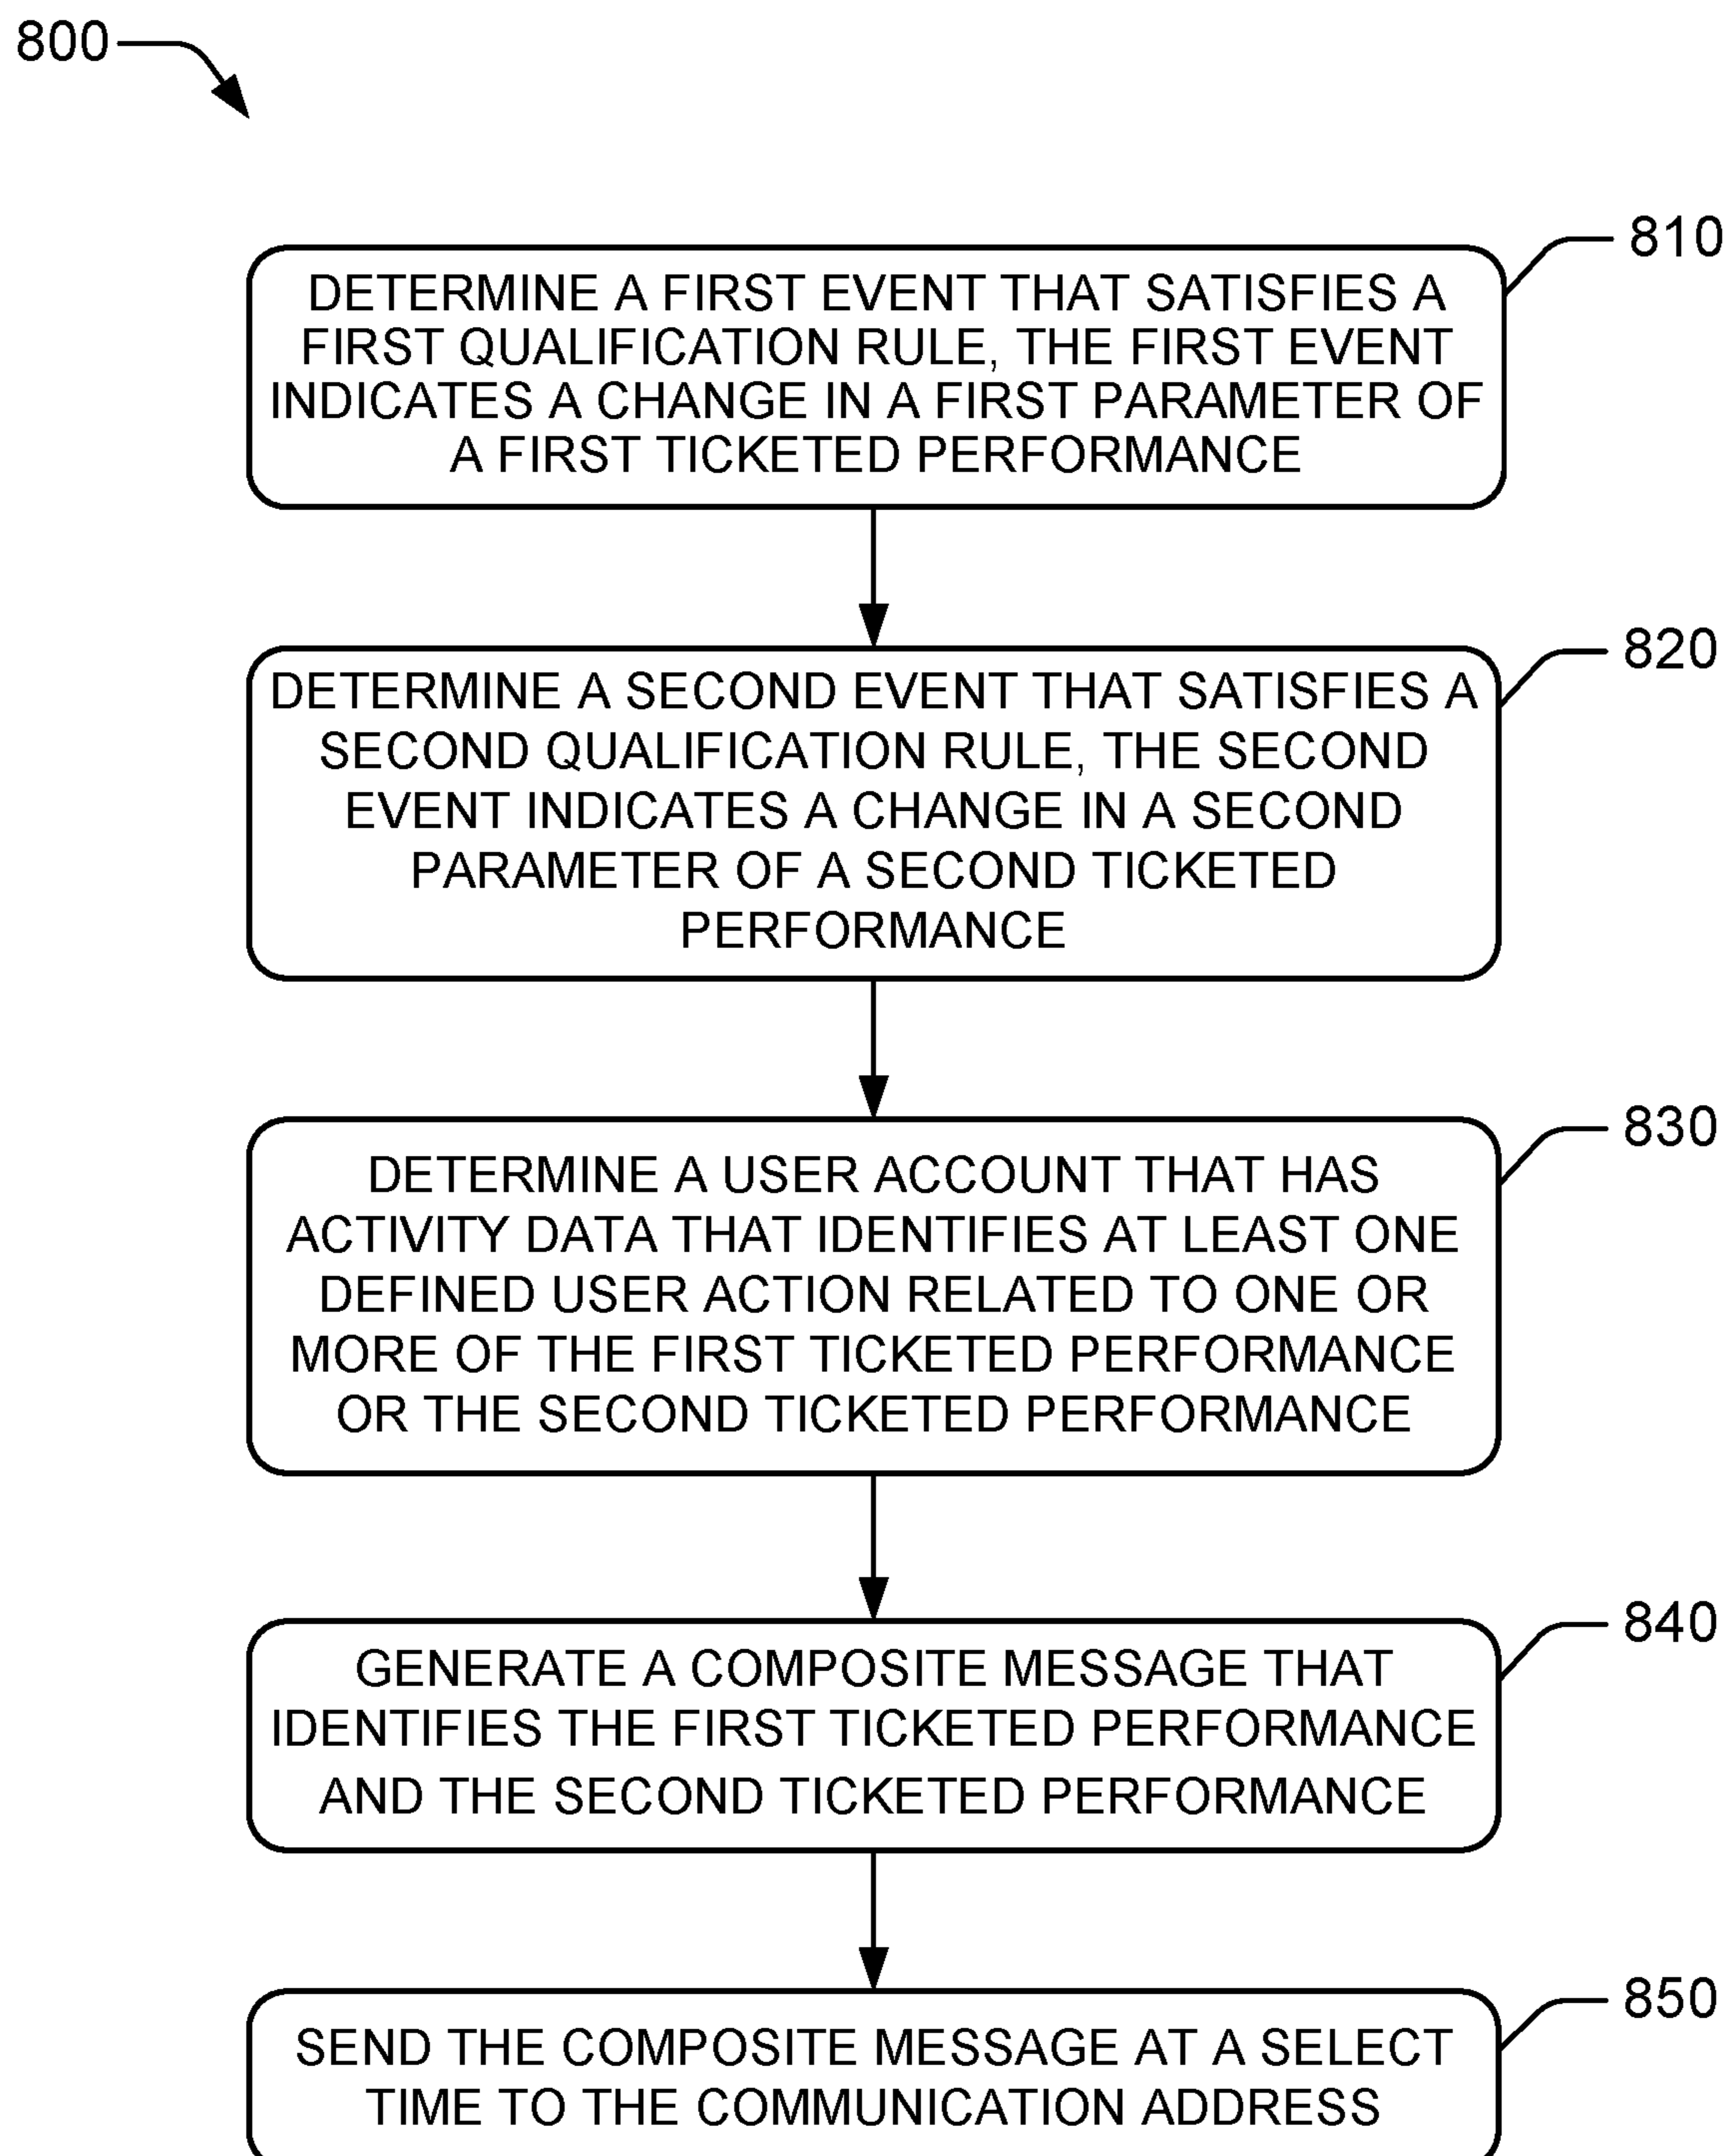 800
810
DETERMINE A FIRST EVENT THAT SATISFIES A
FIRST QUALIFICATION RULE, THE FIRST EVENT
INDICATES A CHANGE IN A FIRST PARAMETER OF
A FIRST TICKETED PERFORMANCE
820
DETERMINE A SECOND EVENT THAT SATISFIES A
SECOND QUALIFICATION RULE, THE SECOND
EVENT INDICATES A CHANGE IN A SECOND
PARAMETER OF A SECOND TICKETED
PERFORMANCE
830
DETERMINE A USER ACCOUNT THAT HAS
ACTIVITY DATA THAT IDENTIFIES AT LEAST ONE
DEFINED USER ACTION RELATED TO ONE OR
MORE OF THE FIRST TICKETED PERFORMANCE
OR THE SECOND TICKETED PERFORMANCE
840
GENERATE A COMPOSITE MESSAGE THAT
IDENTIFIES THE FIRST TICKETED PERFORMANCE
AND THE SECOND TICKETED PERFORMANCE
850
SEND THE COMPOSITE MESSAGE AT A SELECT
TIME TO THE COMMUNICATION ADDRESS